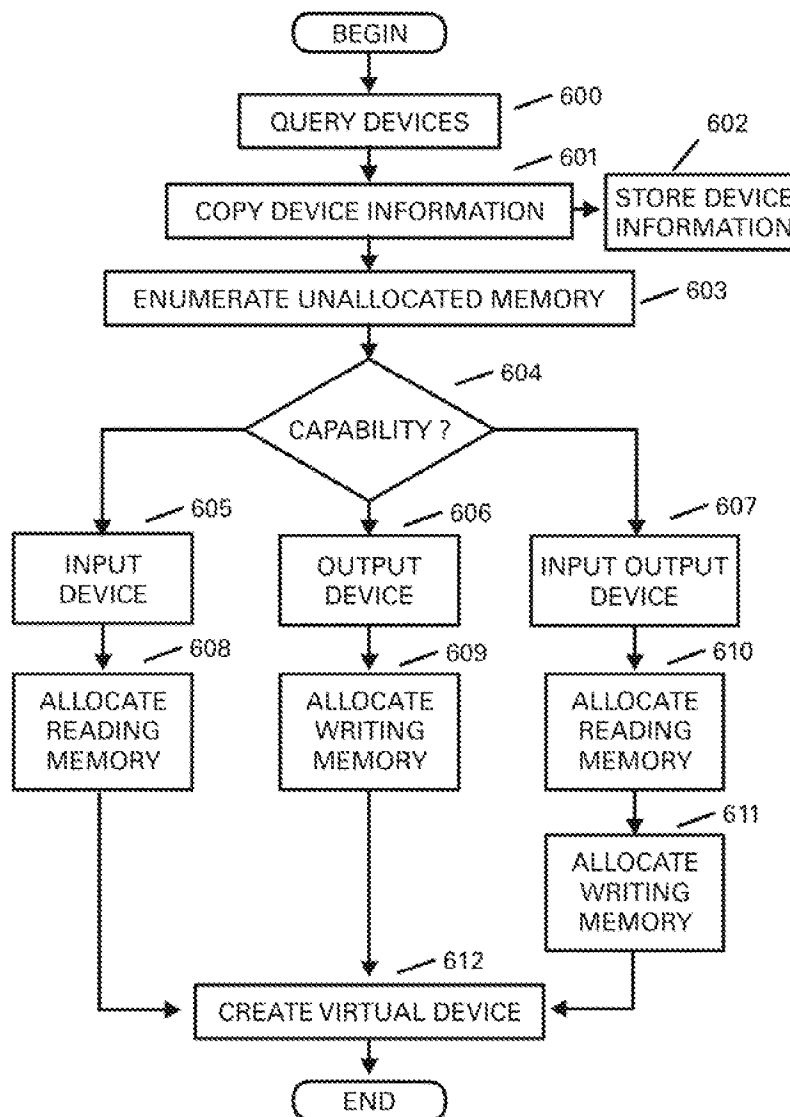 BEGIN
600
QUERY DEVICES
601
602
COPY DEVICE INFORMATION
STORE DEVICE
INFORMATION
ENUMERATE UNALLOCATED MEMORY
603
604
CAPABILITY ?
605
606
607
INPUT
DEVICE
OUTPUT
DEVICE
INPUT OUTPUT
DEVICE
608
609
610
ALLOCATE
READING
MEMORY
ALLOCATE
WRITING
MEMORY
ALLOCATE
READING
MEMORY
611
ALLOCATE
WRITING
MEMORY
612
CREATE VIRTUAL DEVICE
END